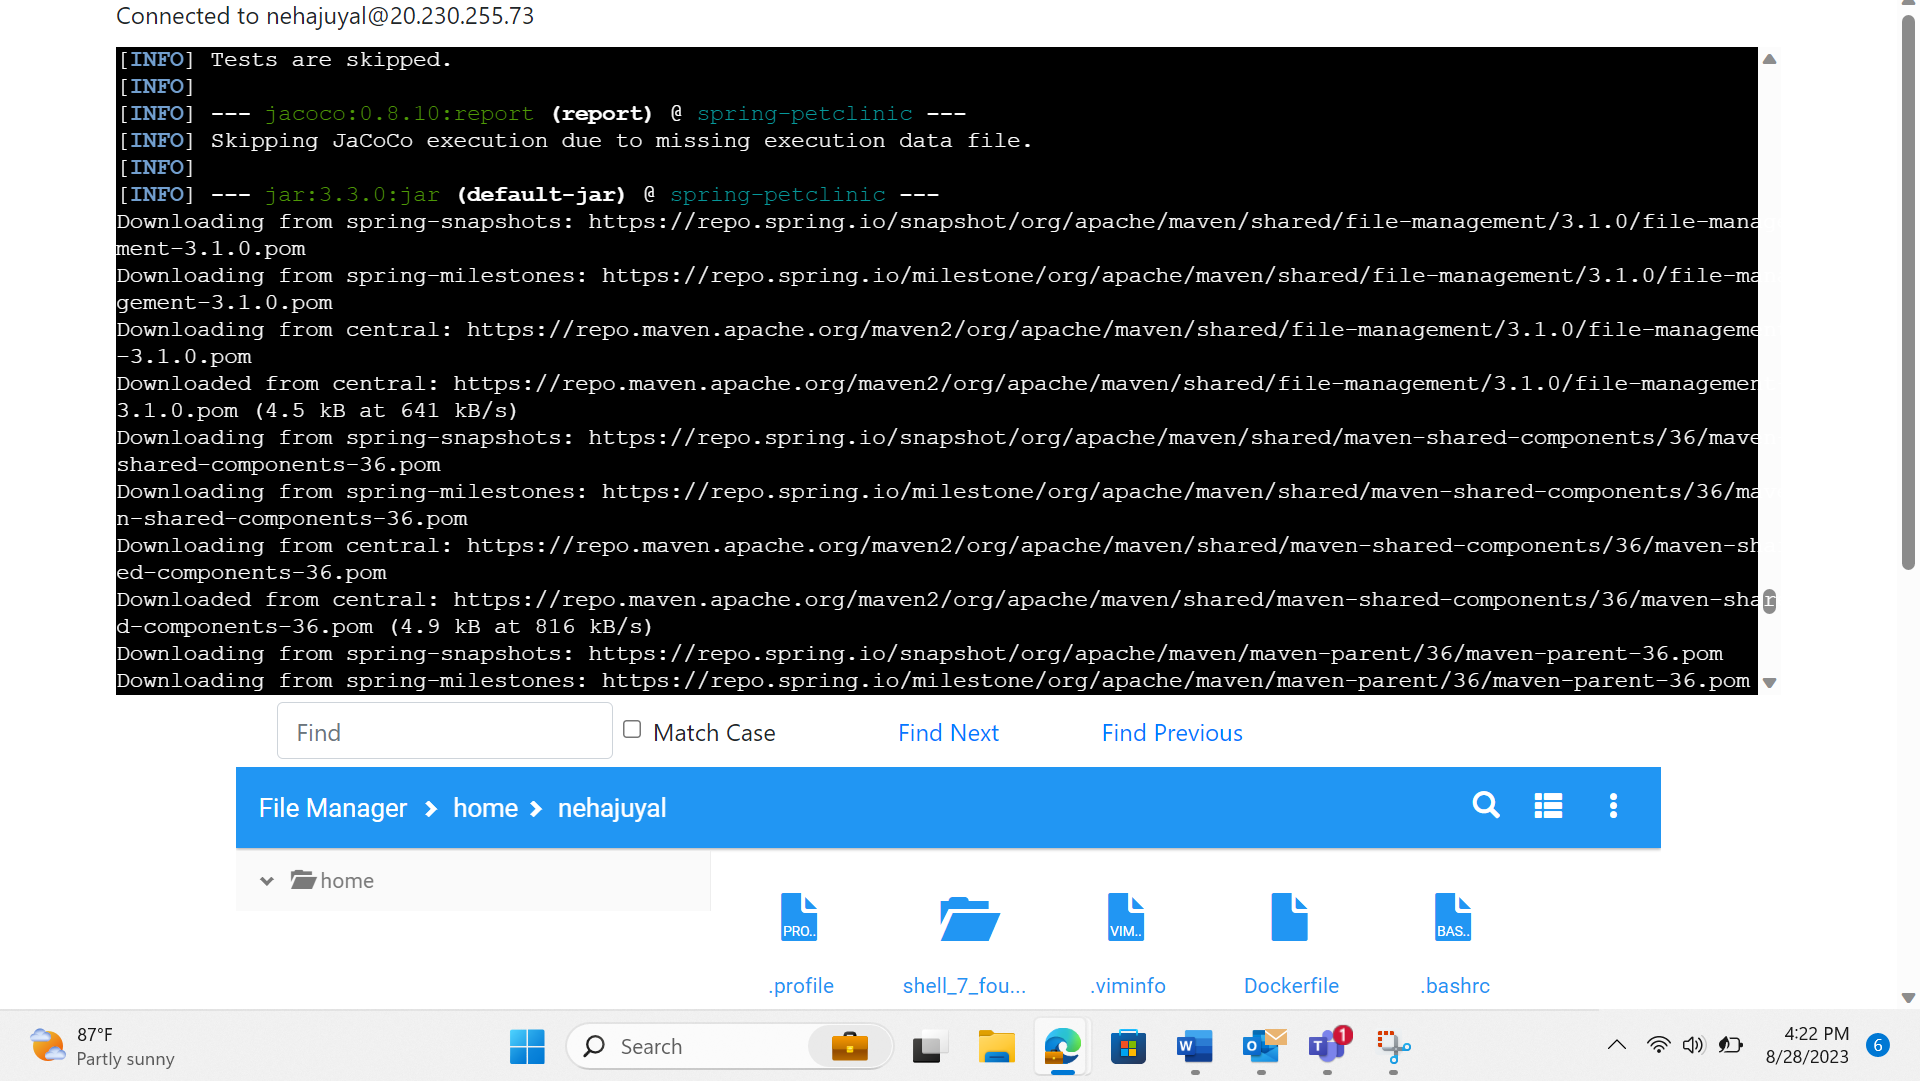 Connected to nehajuyal@20.230.255.73
[INFO] Tests are skipped.
[INFO]
[INFO] --- jacoco:0.8.10:report (report) @ spring-petclinic ---
[INFO] Skipping JaCoCo execution due to missing execution data file.
[INFO]
[INFO] --- jar:3.3.0:jar (default-jar) @ spring-petclinic ---
Downloading from spring-snapshots: https://repo.spring.io/snapshot/org/apache/maven/shared/file-management/3.1.0/file-manag
ment-3.1.0.pom
Downloading from spring-milestones: https://repo.spring.io/milestone/org/apache/maven/shared/file-management/3.1.0/file-man
gement-3.1.0.pom
Downloading from central: https://repo.maven.apache.org/maven2/org/apache/maven/shared/file-management/3.1.0/file-managemen
-3.1.0.pom
Downloaded from central: https://repo.maven.apache.org/maven2/org/apache/maven/shared/file-management/3.1.0/file-management
3.1.0.pom (4.5 kB at 641 kB/s)
Downloading from spring-snapshots: https://repo.spring.io/snapshot/org/apache/maven/shared/maven-shared-components/36/maven
shared-components-36.pom
Downloading from spring-milestones: https://repo.spring.io/milestone/org/apache/maven/shared/maven-shared-components/36/mav
n-shared-components-36.pom
Downloading from central: https://repo.maven.apache.org/maven2/org/apache/maven/shared/maven-shared-components/36/maven-sha
ed-components-36.pom
Downloaded from central: https://repo.maven.apache.org/maven2/org/apache/maven/shared/maven-shared-components/36/maven-shar
d-components-36.pom (4.9 kB at 816 kB/s)
Downloading from spring-snapshots: https://repo.spring.io/snapshot/org/apache/maven/maven-parent/36/maven-parent-36.pom
Downloading from spring-milestones: https://repo.spring.io/milestone/org/apache/maven/maven-parent/36/maven-parent-36.pom
Find
Match Case
Find Next
Find Previous
File Manager home nehajuyal
home
PRO..
VIM..
BAS..
.profile
shell_7_fou...
.viminfo
Dockerfile
.bashrc
87°F
Partly sunny
Search
W
O
T
1
4:22 PM
8/28/2023
6